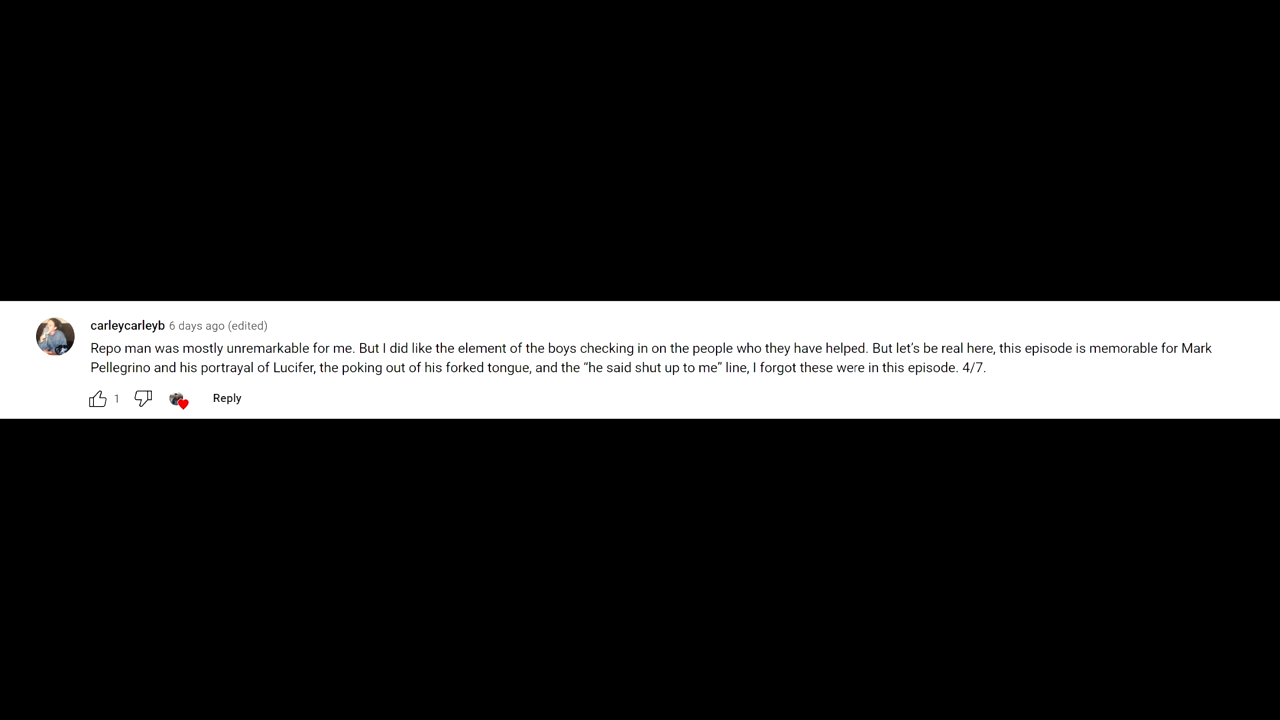 carleycarleyb 6 days ago (edited)
Repo man was mostly unremarkable for me. But I did like the element of the boys checking in on the people who they have helped. But let’s be real here, this episode is memorable for Mark
Pellegrino and his portrayal of Lucifer, the poking out of his forked tongue, and the “he said shut up to me” line, I forgot these were in this episode. 4/7.
1 Reply